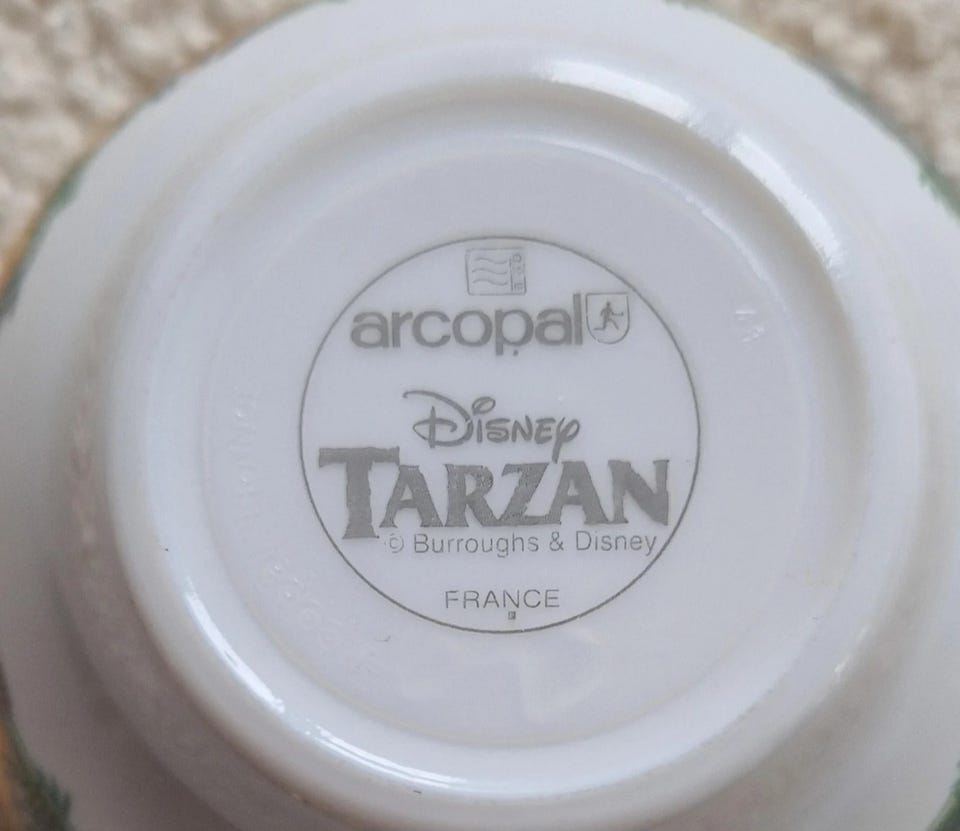 arcopal
Disney
TARZAN
© Burroughs & Disney
FRANCE